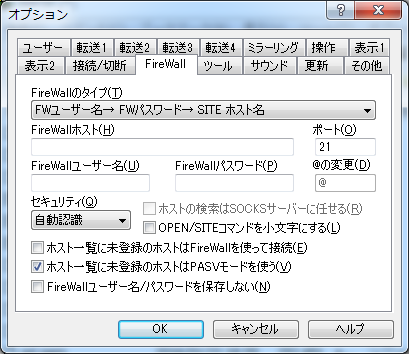 オプション
ユーザー 転送1 転送2 転送3 転送4 ミラーリング 操作 表示1
表示2 接続/切断 FireWall ツール サウンド 更新 その他
FireWallのタイプ(T)
FWユーザー名→ FWパスワード→ SITE ホスト名
FireWallホスト(H) ポート(O)
21
FireWallユーザー名(U) FireWallパスワード(P) @の変更(D)
@
セキュリティ(Q)
自動認識
ホストの検索はSOCKSサーバーに任せる(R)
OPEN/SITEコマンドを小文字にする(L)
ホスト一覧に未登録のホストはFireWallを使って接続(E)
ホスト一覧に未登録のホストはPASVモードを使う(V)
FireWallユーザー名/パスワードを保存しない(N)
OK キャンセル ヘルプ